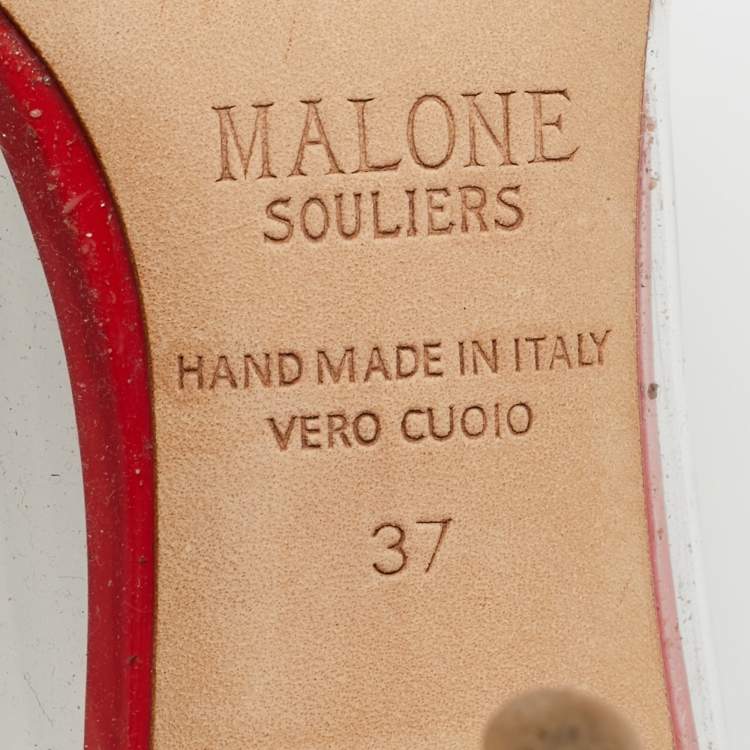 MALONE
SOULIERS
HAND MADE IN ITALY
VERO CUOIO
37